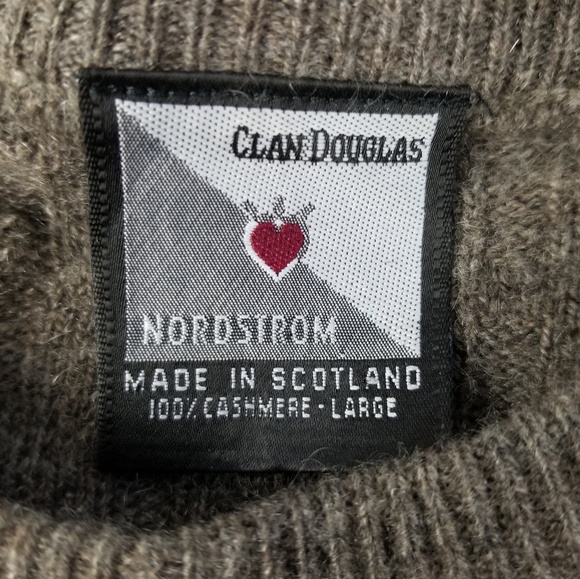 CLAN DOUGLAS
NORDSTROM
MADE IN SCOTLAND
100% CASHMERE - LARGE